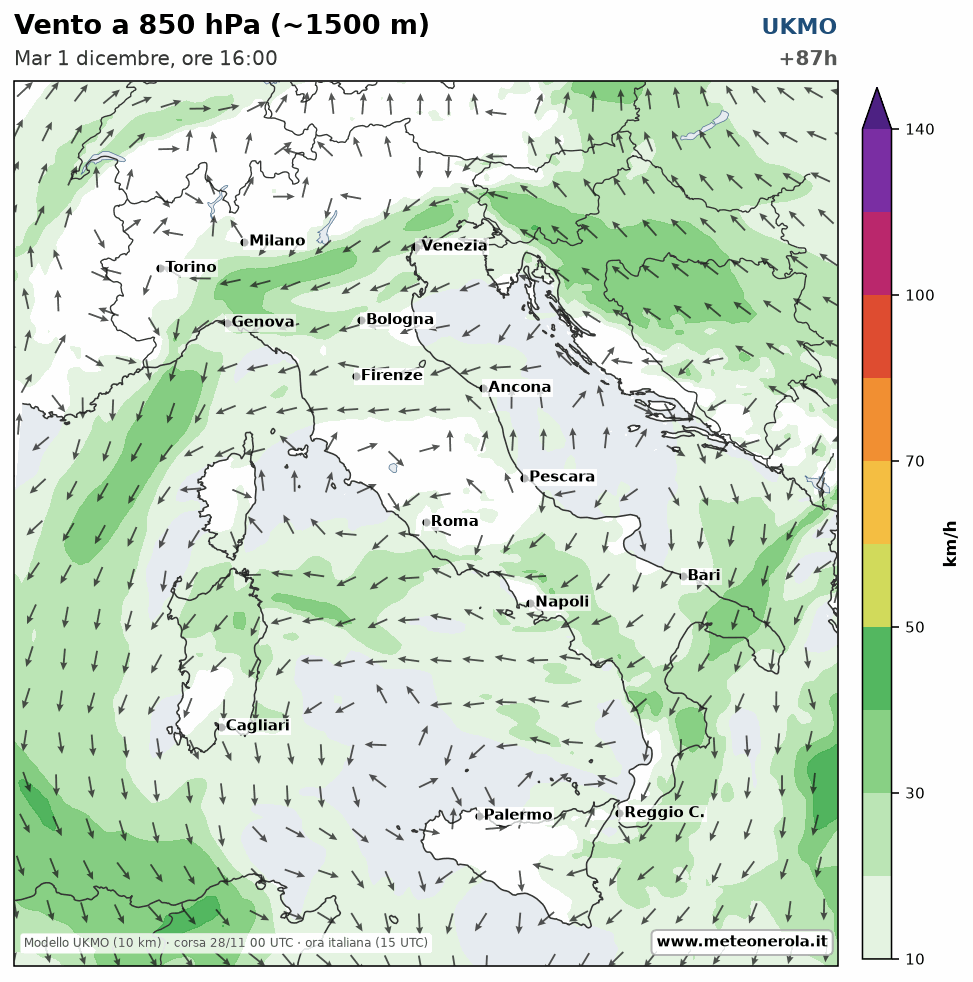 Vento a 850 hPa (~1500 m)
UKMO
Mar 1 dicembre, ore 16:00
+87h
140
Milano
Venezia
Torino
100
Genova
Bologna
Firenze
Ancona
70
Pescara
Roma
km/h
Bari
Napoli
50
Cagliari
30
Palermo
Reggio C.
Modello UKMO (10 km) · corsa 28/11 00 UTC · ora italiana (15 UTC)
www.meteonerola.it
10